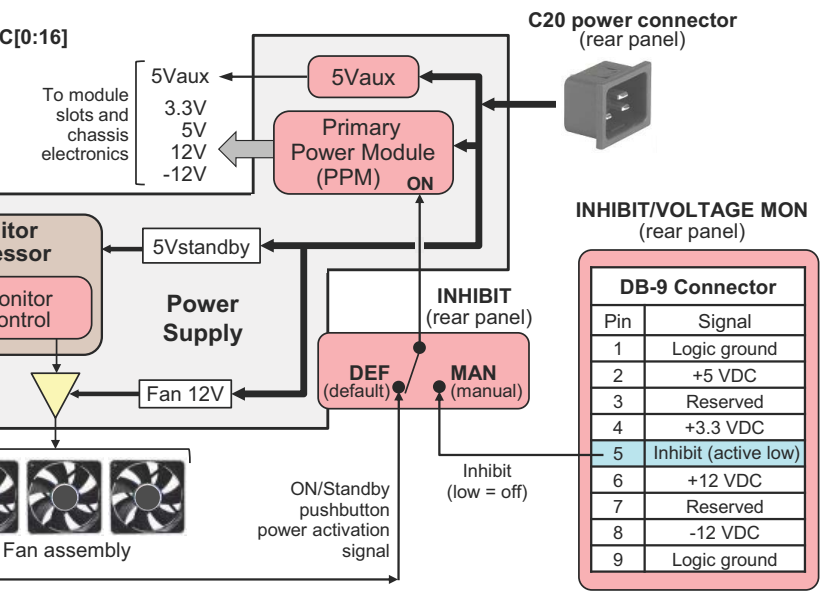 C[0:16]
C20 power connector
(rear panel)
To module
slots and
chassis
electronics
5Vaux
3.3V
5V
12V
-12V
5Vaux
Primary
Power Module
(PPM)
ON
INHIBIT/VOLTAGE MON
(rear panel)
itor
essor
onitor
ontrol
5Vstandby
Power
Supply
Fan 12V
INHIBIT
(rear panel)
DEF
(default)
MAN
(manual)
Inhibit
(low = off)
ON/Standby
pushbutton
power activation
signal
Fan assembly
DB-9 Connector
Pin Signal
1 Logic ground
2 +5 VDC
3 Reserved
4 +3.3 VDC
5 Inhibit (active low)
6 +12 VDC
7 Reserved
8 -12 VDC
9 Logic ground